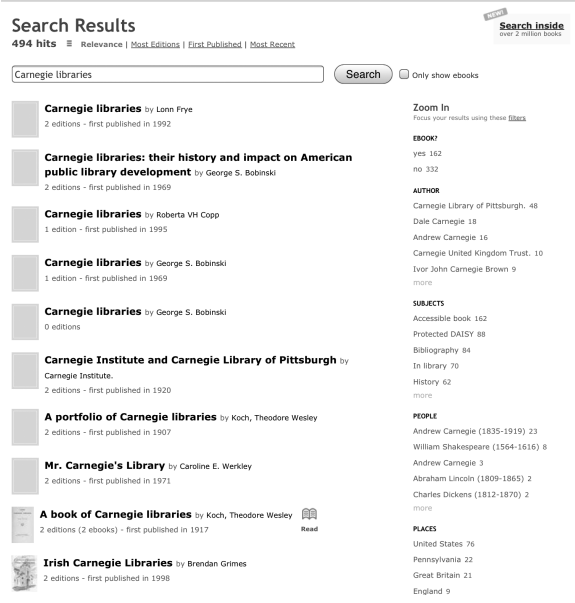 Search Results
NEW!
Search inside
over 2 million books
494 hits Relevance | Most Editions | First Published | Most Recent
Carnegie libraries
Search
Only show ebooks
Carnegie libraries by Lonn Frye
2 editions - first published in 1992
Carnegie libraries: their history and impact on American
public library development by George S. Bobinski
2 editions - first published in 1969
Carnegie libraries by Roberta VH Copp
1 edition - first published in 1995
Carnegie libraries by George S. Bobinski
1 edition - first published in 1969
Carnegie libraries by George S. Bobinski
0 editions
Carnegie Institute and Carnegie Library of Pittsburgh by
Carnegie Institute.
2 editions - first published in 1920
A portfolio of Carnegie libraries by Koch, Theodore Wesley
2 editions - first published in 1907
Mr. Carnegie's Library by Caroline E. Werkley
2 editions - first published in 1971
A book of Carnegie libraries by Koch, Theodore Wesley
2 editions (2 ebooks) - first published in 1917
Read
Irish Carnegie Libraries by Brendan Grimes
2 editions - first published in 1998
Zoom In
Focus your results using these filters
EBOOK?
yes 162
no 332
AUTHOR
Carnegie Library of Pittsburgh. 48
Dale Carnegie 18
Andrew Carnegie 16
Carnegie United Kingdom Trust. 10
Ivor John Carnegie Brown 9
more
SUBJECTS
Accessible book 162
Protected DAISY 88
Bibliography 84
In library 70
History 62
more
PEOPLE
Andrew Carnegie (1835-1919) 23
William Shakespeare (1564-1616) 8
Andrew Carnegie 3
Abraham Lincoln (1809-1865) 2
Charles Dickens (1812-1870) 2
more
PLACES
United States 76
Pennsylvania 22
Great Britain 21
England 9